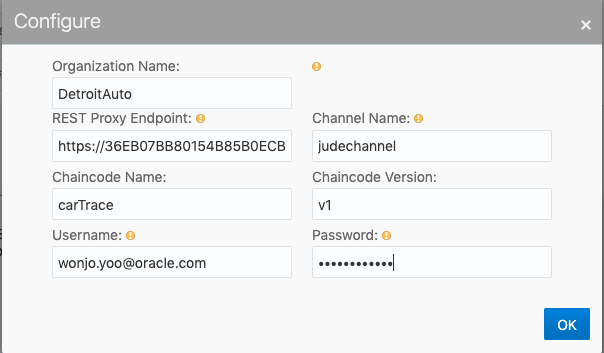 Configure
Organization Name:
DetroitAuto
REST Proxy Endpoint: Channel Name:
https://36EB07BB80154B85B0ECB judechannel
Chaincode Name: Chaincode Version:
carTrace v1
Username: Password:
wonjo.yoo@oracle.com ••••••••••••
OK